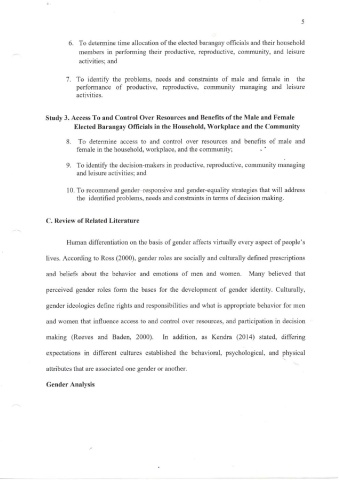 5
6. To determine time allocation of the elected barangay officials and their household
members in performing their productive, reproductive, community, and leisure
activities; and
7. To identify the problems, needs and constraints of male and female in the
performance of productive, reproductive, community managing and leisure
activities.
Study 3. Access To and Control Over Resources and Benefits of the Male and Female
Elected Barangay Officials in the Household, Workplace and the Community
8. To determine access to and control over resources and benefits of male and
female in the household, workplace, and the community;
9. To identify the decision-makers in productive, reproductive, community managing
and leisure activities; and
10. To recommend gender-responsive and gender-equality strategies that will address
the identified problems, needs and constraints in terms of decision making.
C. Review of Related Literature
Human differentiation on the basis of gender affects virtually every aspect of people's
lives. According to Ross (2000), gender roles are socially and culturally defined prescriptions
and beliefs about the behavior and emotions of men and women. Many believed that
perceived gender roles form the bases for the development of gender identity. Culturally,
gender ideologies define rights and responsibilities and what is appropriate behavior for men
and women that influence access to and control over resources, and participation in decision
making (Reeves and Baden, 2000). In addition, as Kendra (2014) stated, differing
expectations in different cultures established the behavioral, psychological, and physical
attributes that are associated one gender or another.
Gender Analysis